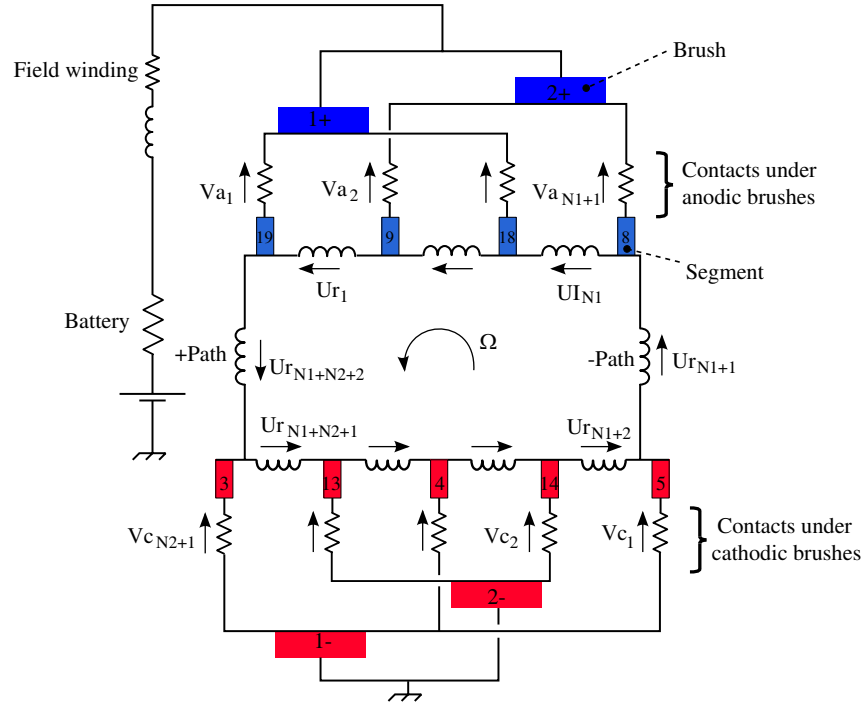 Field winding
Battery
Brush
1+
2+
Va1
Va2
VaN1+1
Contacts under
anodic brushes
19
9
18
8
Segment
Ur1
UIN1
+Path
UrN1+N2+2
Ω
-Path
UrN1+1
UrN1+N2+1
UrN1+2
3
13
4
14
5
VcN2+1
Vc2
Vc1
Contacts under
cathodic brushes
2-
1-